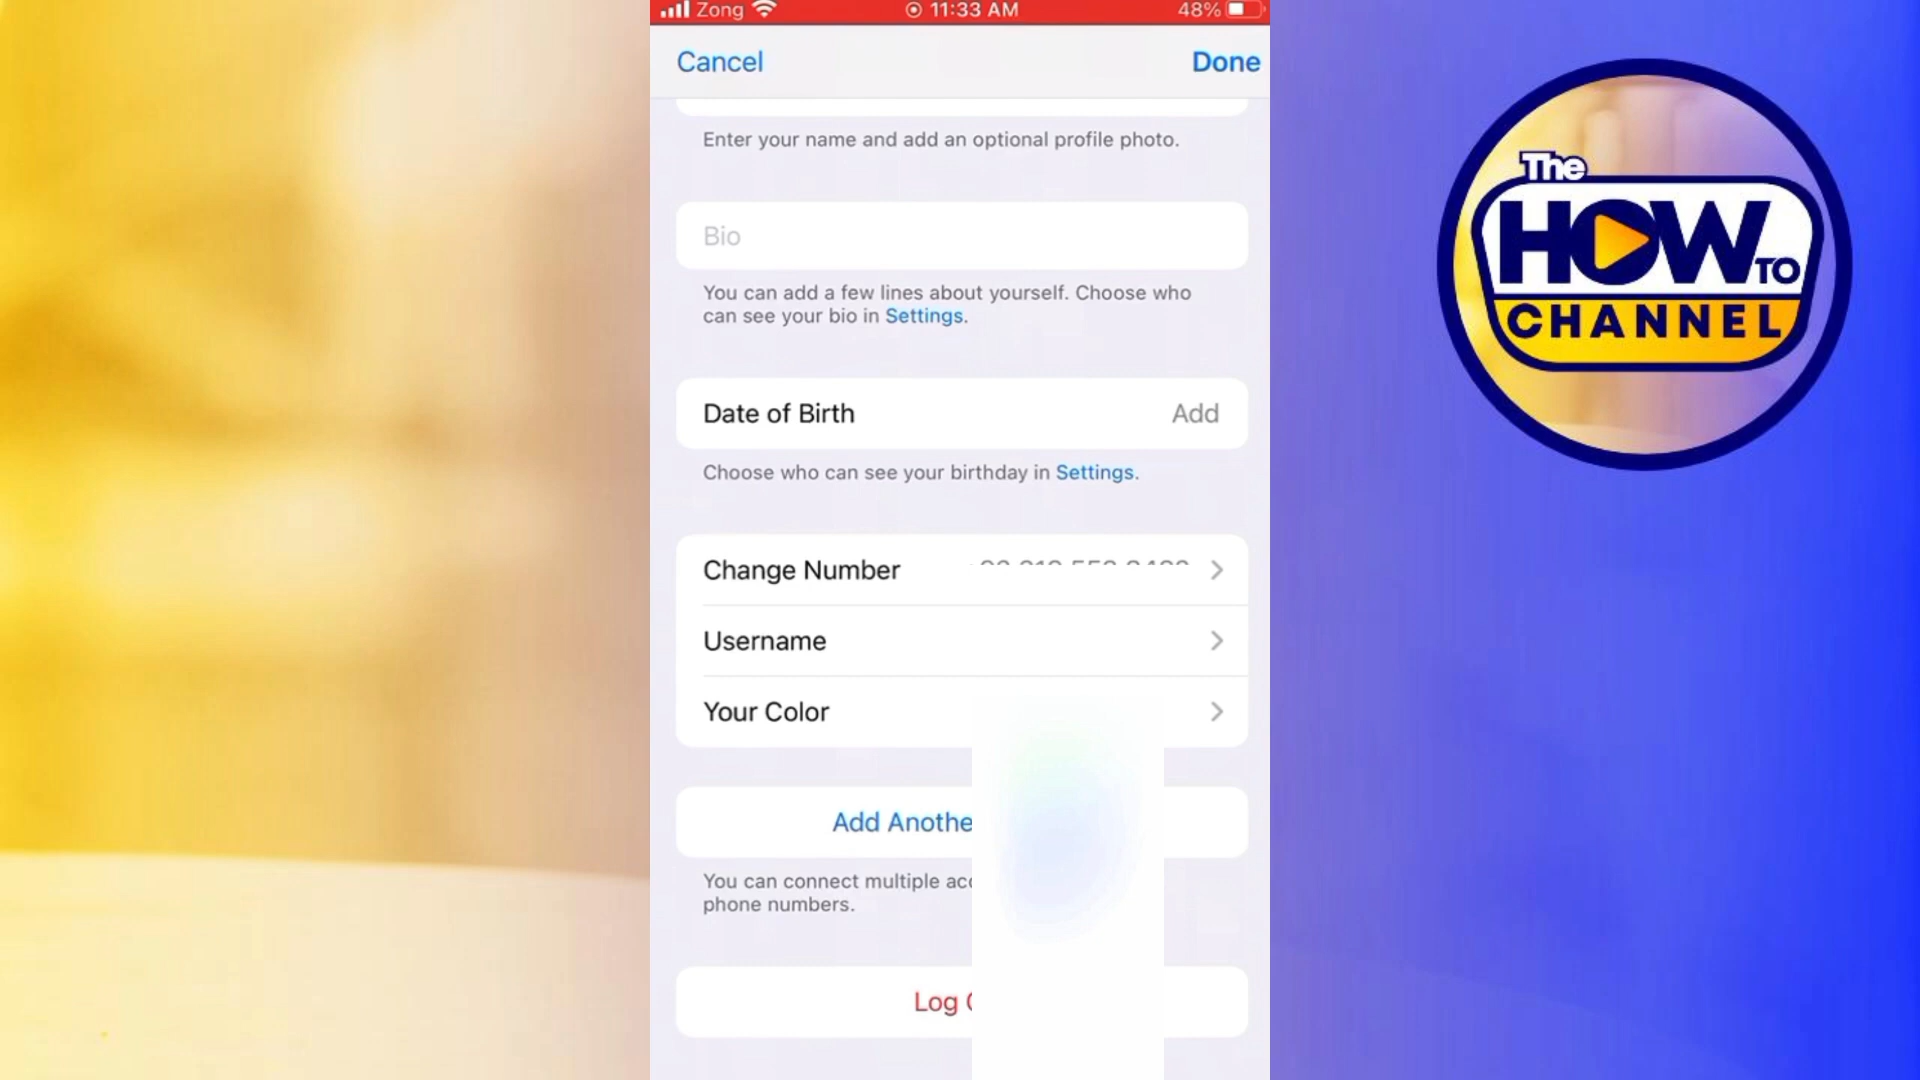 Zong 11:33 AM 48%
Cancel Done
Enter your name and add an optional profile photo.
Bio
You can add a few lines about yourself. Choose who
can see your bio in Settings.
Date of Birth Add
Choose who can see your birthday in Settings.
Change Number
Username
Your Color
Add Anothe
You can connect multiple acc
phone numbers.
Log
The
HOW TO
CHANNEL